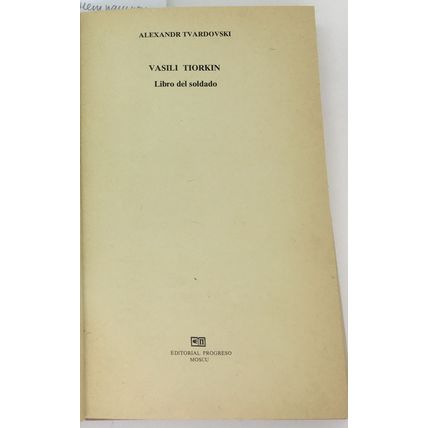 ALEXANDR TVARDOVSKI
VASILI TIORKIN
Libro del soldado
EDITORIAL PROGRESO
MOSCU